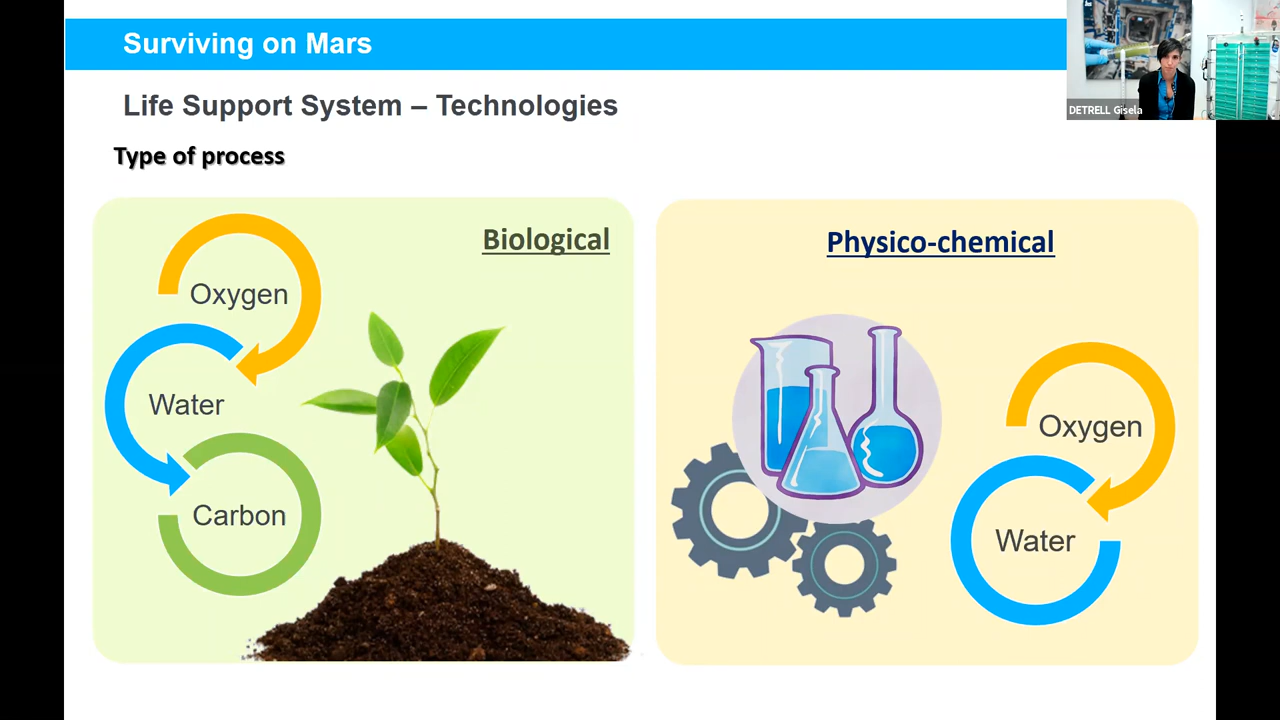 Surviving on Mars
DETRELL Gisela
Life Support System – Technologies
Type of process
Biological
Oxygen
Water
Carbon
Physico-chemical
Oxygen
Water